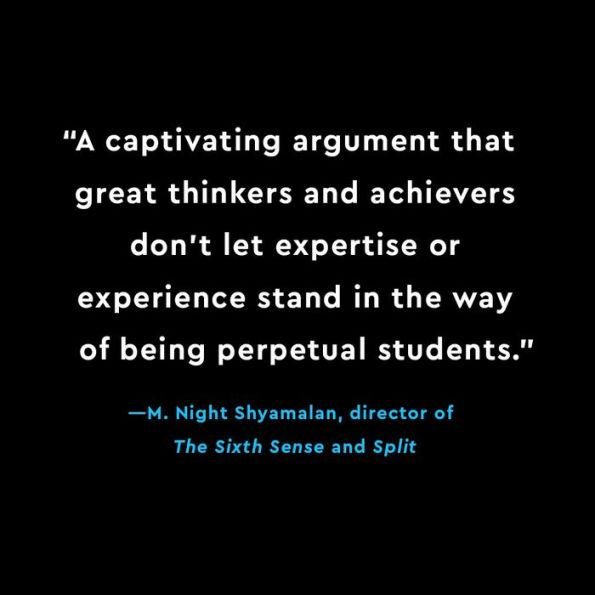 “A captivating argument that
great thinkers and achievers
don’t let expertise or
experience stand in the way
of being perpetual students.”
—M. Night Shyamalan, director of
The Sixth Sense and Split